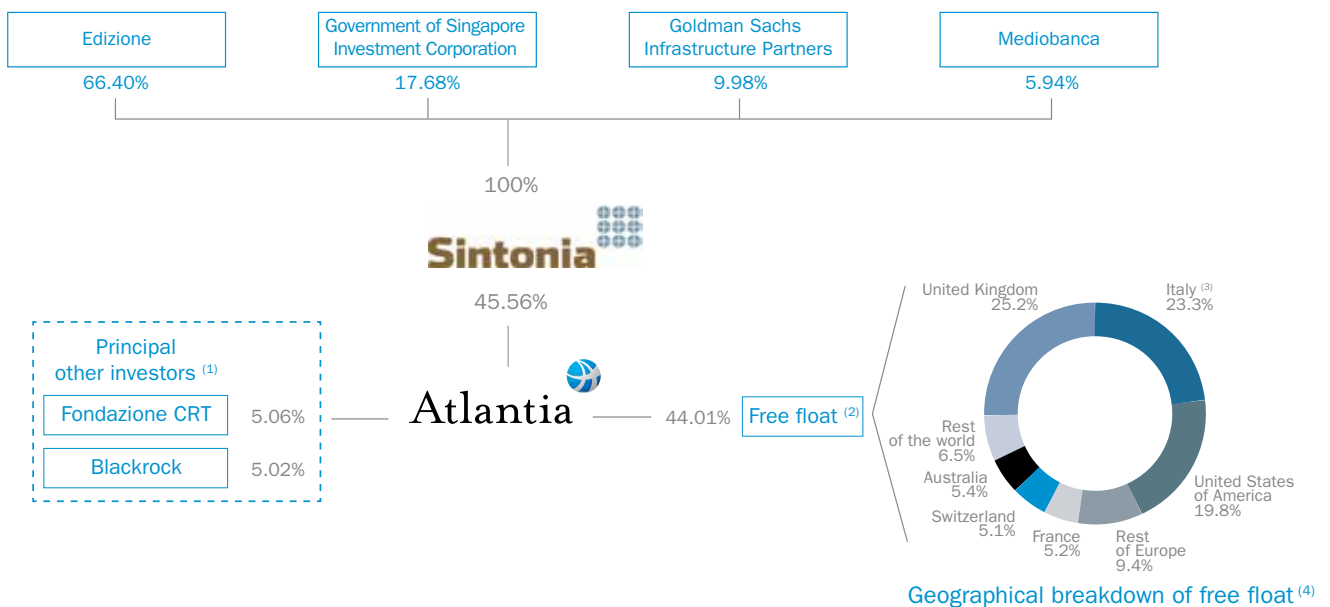 Edizione
66.40%
Government of Singapore
Investment Corporation
17.68%
Goldman Sachs
Infrastructure Partners
9.98%
Mediobanca
5.94%
100%
Sintonia
45.56%
Principal
other investors (1)
Fondazione CRT
5.06%
Blackrock
5.02%
Atlantia
44.01%
Free float (2)
United Kingdom
25.2%
Italy (3)
23.3%
Rest
of the world
6.5%
Australia
5.4%
Switzerland
5.1%
France
5.2%
Rest
of Europe
9.4%
United States
of America
19.8%
Geographical breakdown of free float (4)